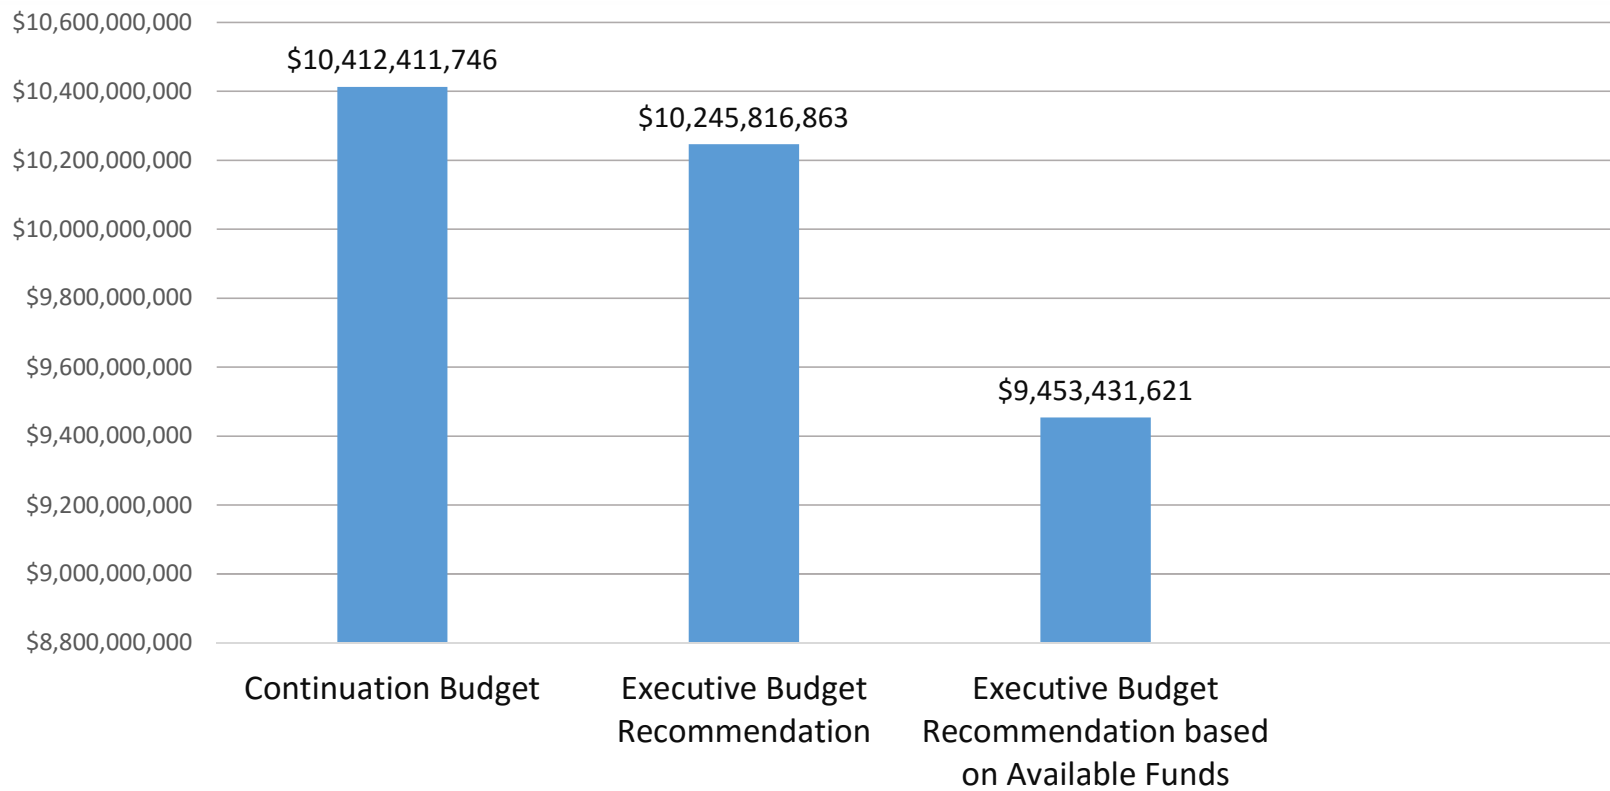 $10,600,000,000
$10,400,000,000
$10,200,000,000
$10,000,000,000
$9,800,000,000
$9,600,000,000
$9,400,000,000
$9,200,000,000
$9,000,000,000
$8,800,000,000
$10,412,411,746
$10,245,816,863
$9,453,431,621
Continuation Budget
Executive Budget
Recommendation
Executive Budget
Recommendation based
on Available Funds